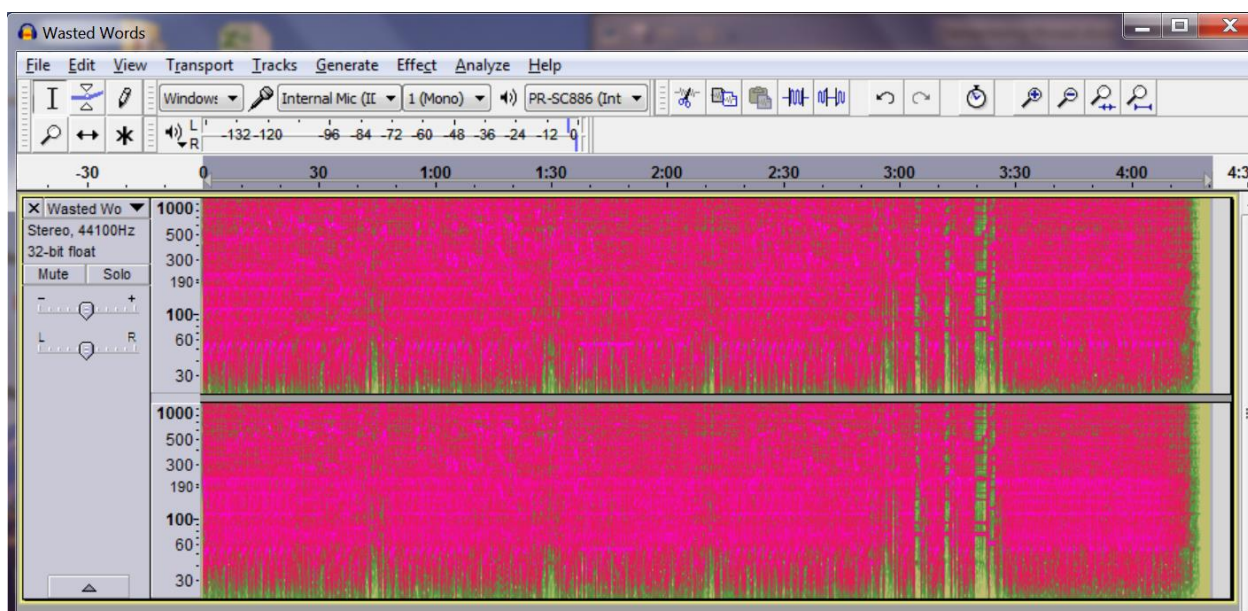 Wasted Words
File Edit View Transport Tracks Generate Effect Analyze Help
Internal Mic 1 (Mono) PR-SC886 (Int
L
R -132 -120 -96 -84 -72 -60 -48 -36 -24 -12 0
-30 0 30 1:00 1:30 2:00 2:30 3:00 3:30 4:00 4:3
X Wasted Wo
Stereo, 44100Hz
32-bit float
Mute Solo
- +
L R
1000
500
300
190
100
60
30
1000
500
300
190
100
60
30